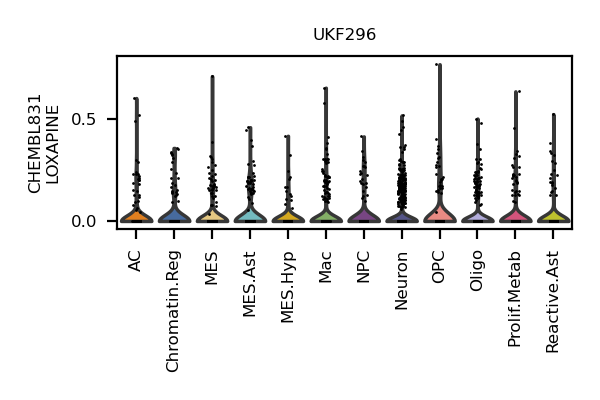 UKF296
CHEMBL831
LOXAPINE
0.5
0.0
AC
Chromatin.Reg
MES
MES.Ast
MES.Hyp
Mac
NPC
Neuron
OPC
Oligo
Prolif.Metab
Reactive.Ast